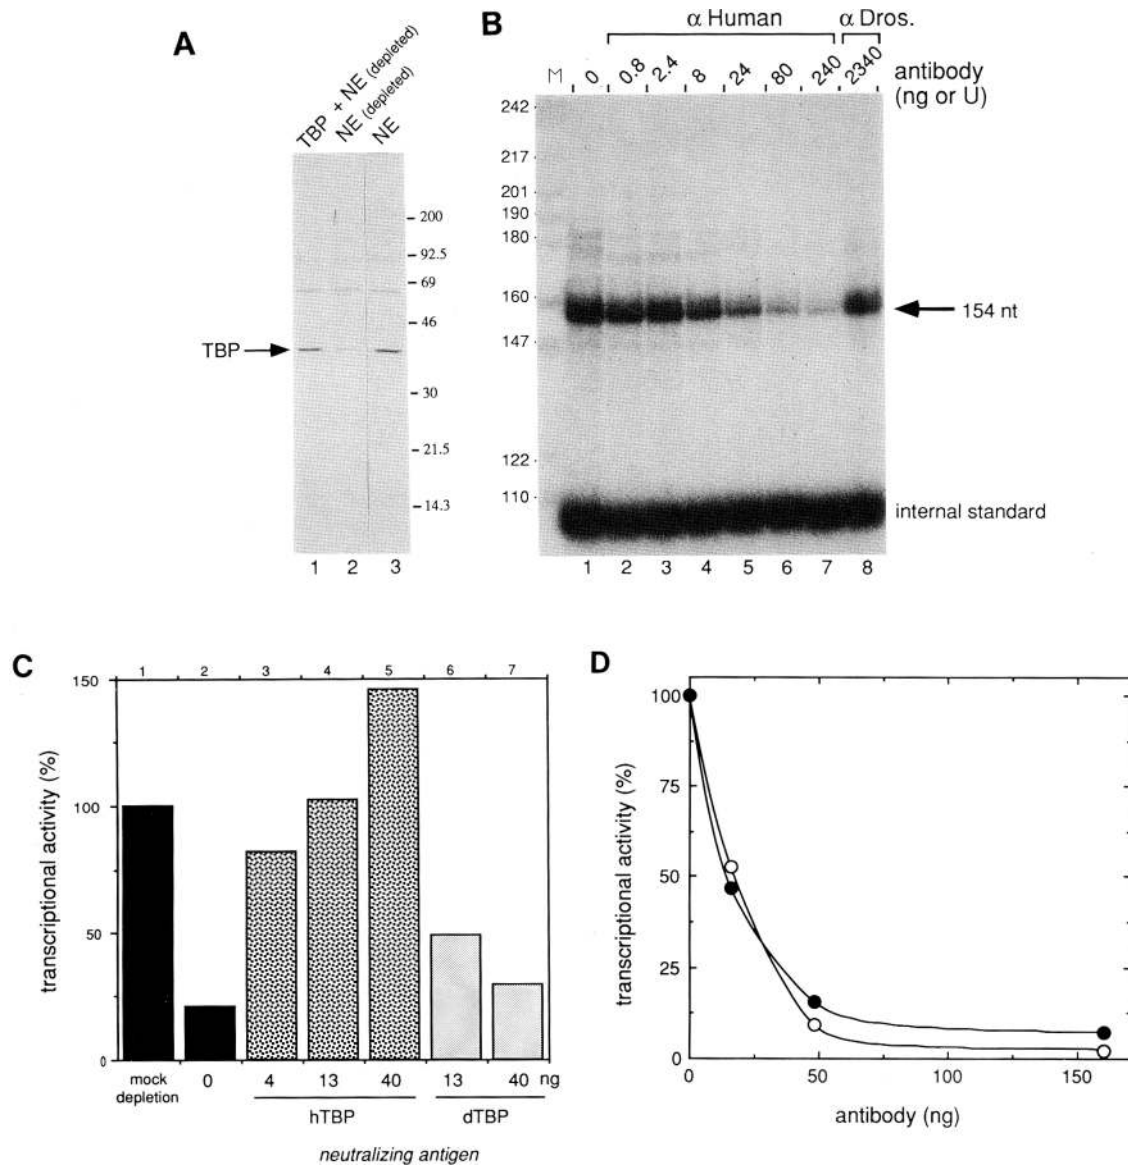 A
TBP + NE (depleted)
NE (depleted)
NE
200
92.5
69
46
TBP
30
21.5
14.3
1 2 3
B
α Human α Dros.
M 0 0.8 2.4 8 24 80 240 2340 antibody
(ng or U)
242
217
201
190
180
160
154 nt
147
122
110
internal standard
1 2 3 4 5 6 7 8
C
1 2 3 4 5 6 7
150
100
50
0
transcriptional activity (%)
mock
depletion
0 4 13 40 13 40 ng
hTBP dTBP
neutralizing antigen
D
100
75
50
25
0
transcriptional activity (%)
0 50 100 150
antibody (ng)